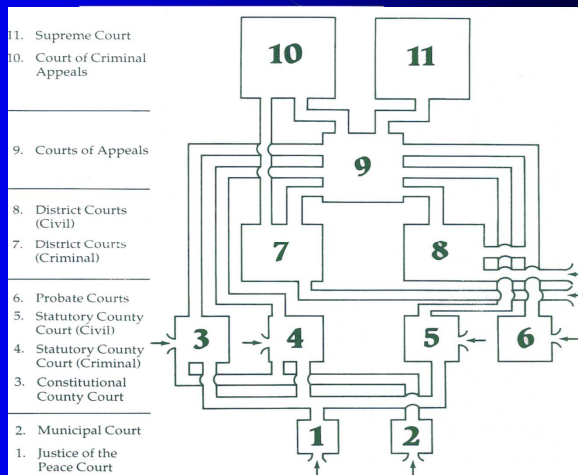 11. Supreme Court
10. Court of Criminal
Appeals
9. Courts of Appeals
8. District Courts
(Civil)
7. District Courts
(Criminal)
6. Probate Courts
5. Statutory County
Court (Civil)
4. Statutory County
Court (Criminal)
3. Constitutional
County Court
2. Municipal Court
1. Justice of the
Peace Court
10
11
9
7
8
3
4
5
6
1
2